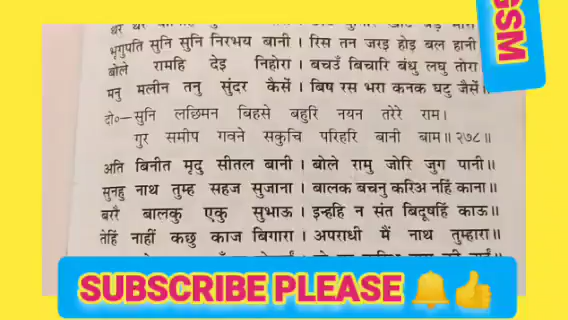 भृगुपति सुनि सुनि निरभय बानी । रिस तन जरइ होइ बल हानी
बोले रामहि देइ निहोरा । बचउँ बिचारि बंधु लघु तोरा
मनु मलीन तनु सुंदर कैसें । बिष रस भरा कनक घटु जैसें ॥
दो०—सुनि लछिमन बिहसे बहुरि नयन तरेरे राम ।
गुर समीप गवने सकुचि परिहरि बानी बाम ॥ २७८ ॥
अति बिनीत मृदु सीतल बानी । बोले रामु जोरि जुग पानी ॥
सुनहु नाथ तुम्ह सहज सुजाना । बालक बचनु करिअ नहिं काना ॥
बररै बालकु एकु सुभाऊ । इन्हहि न संत बिदूषहिं काऊ ॥
तेहिं नाहीं कछु काज बिगारा । अपराधी मैं नाथ तुम्हारा ॥
GSM
SUBSCRIBE PLEASE